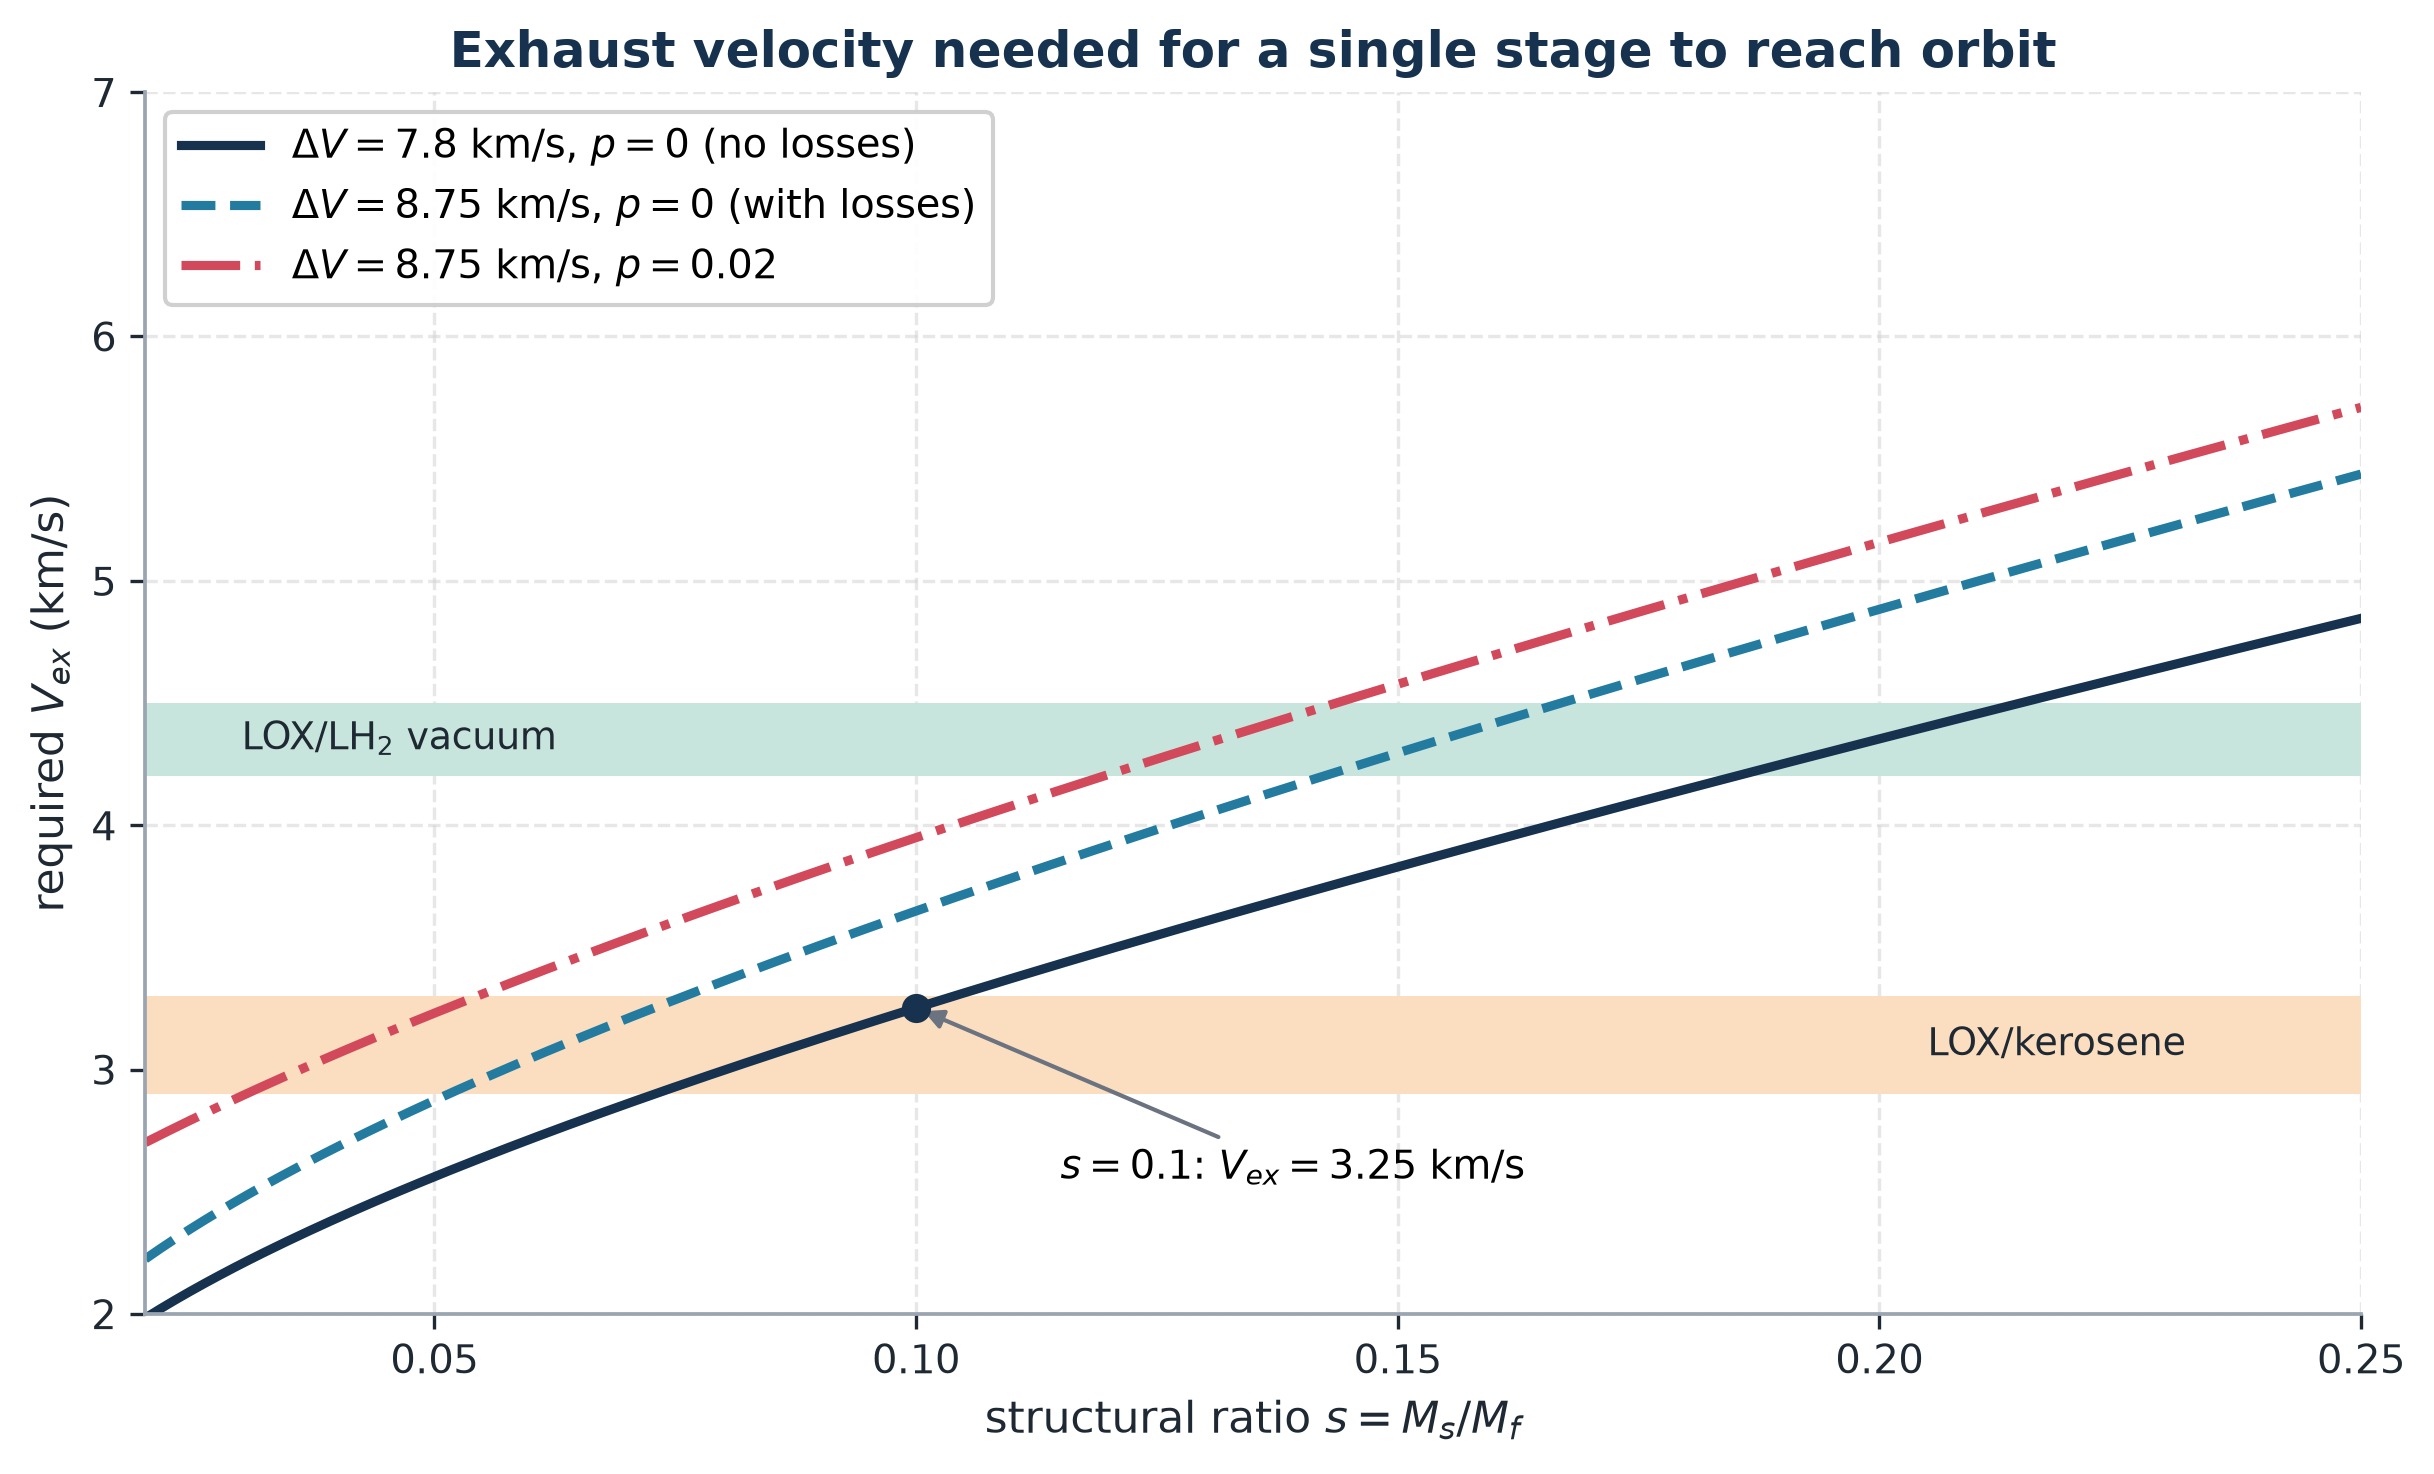 Exhaust velocity needed for a single stage to reach orbit
7
6
5
4
3
2
required V_ex (km/s)
ΔV = 7.8 km/s, p = 0 (no losses)
ΔV = 8.75 km/s, p = 0 (with losses)
ΔV = 8.75 km/s, p = 0.02
LOX/LH₂ vacuum
LOX/kerosene
s = 0.1: V_ex = 3.25 km/s
0.05 0.10 0.15 0.20 0.25
structural ratio s = M_s/M_f